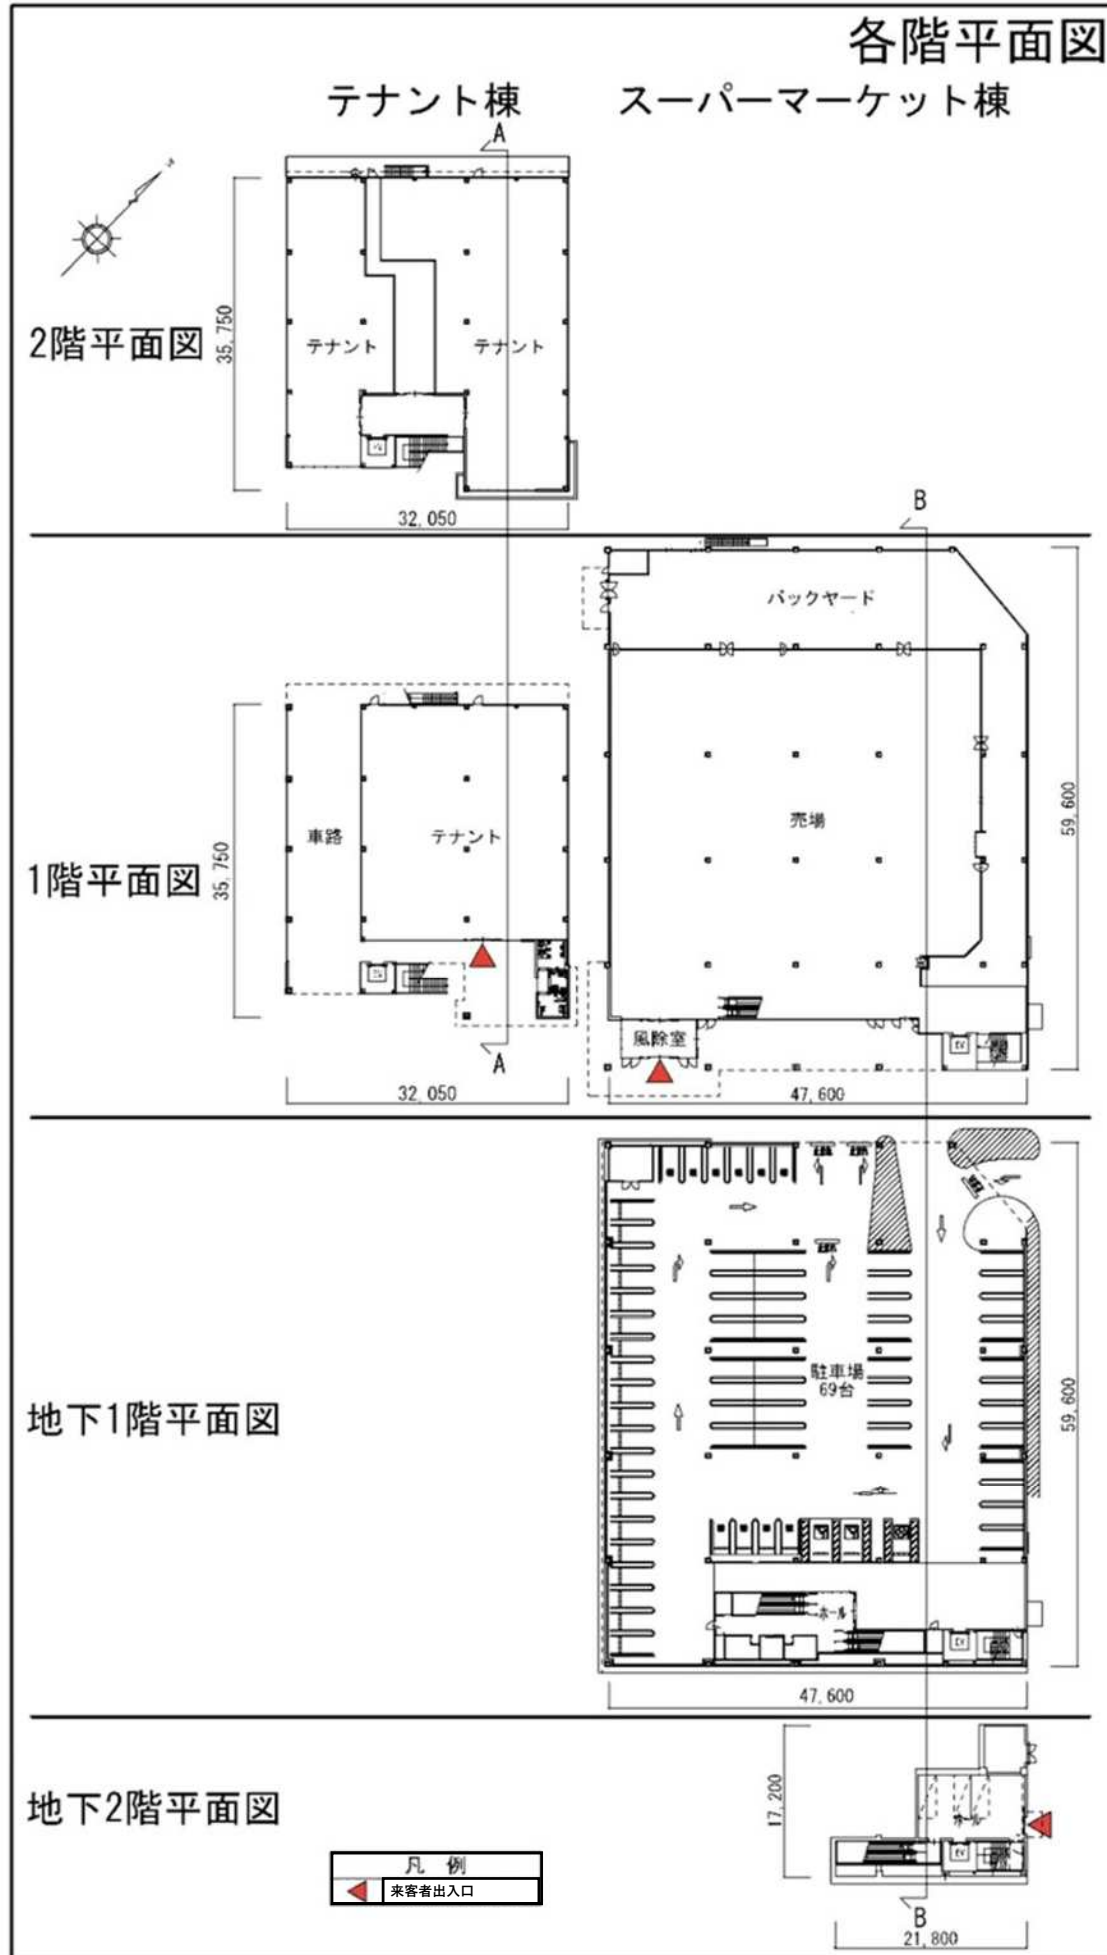 各階平面図
テナント棟
スーパーマーケット棟
A
2階平面図
35,750
テナント
テナント
32,050
B
バックヤード
1階平面図
35,750
車路
テナント
売場
59,600
風除室
EV
A
32,050
47,600
地下1階平面図
駐車場
69台
59,600
ホール
EV
47,600
地下2階平面図
17,200
ホール
EV
B
21,800
凡 例
来客者出入口